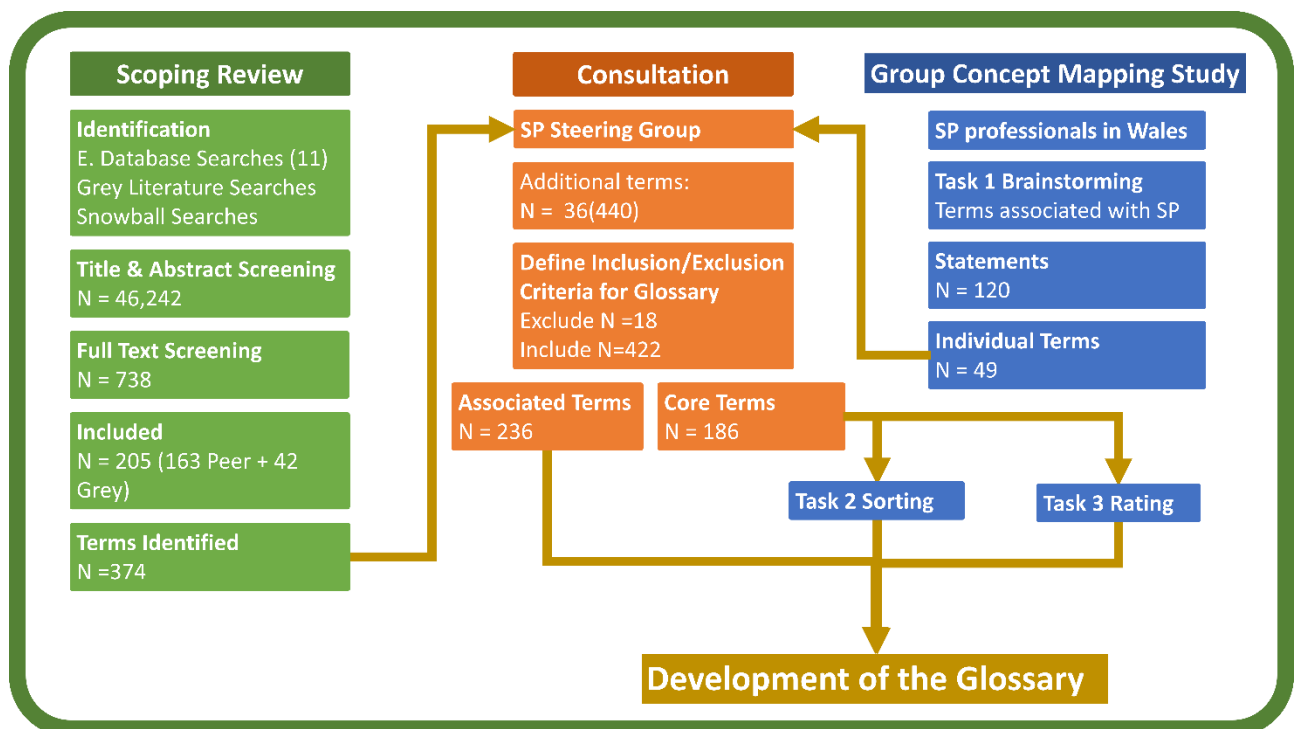 Scoping Review
Identification
E. Database Searches (11)
Grey Literature Searches
Snowball Searches
Title & Abstract Screening
N = 46,242
Full Text Screening
N = 738
Included
N = 205 (163 Peer + 42
Grey)
Terms Identified
N =374
Consultation
SP Steering Group
Additional terms:
N = 36(440)
Define Inclusion/Exclusion
Criteria for Glossary
Exclude N =18
Include N=422
Associated Terms
N = 236
Core Terms
N = 186
Group Concept Mapping Study
SP professionals in Wales
Task 1 Brainstorming
Terms associated with SP
Statements
N = 120
Individual Terms
N = 49
Task 2 Sorting
Task 3 Rating
Development of the Glossary